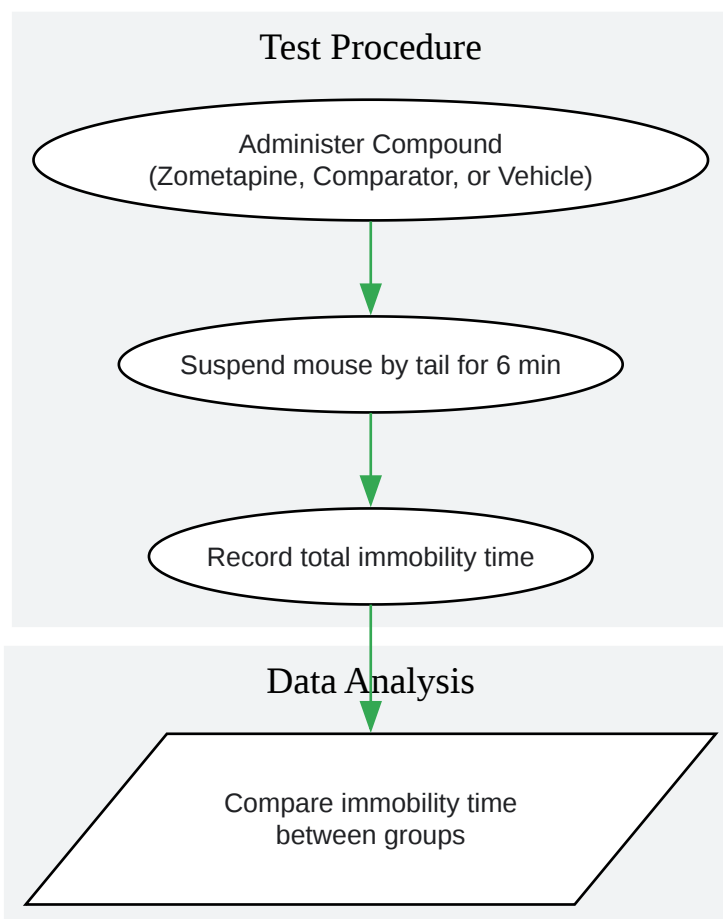 Test Procedure
Administer Compound
(Zometapine, Comparator, or Vehicle)
Suspend mouse by tail for 6 min
Record total immobility time
Data Analysis
Compare immobility time
between groups